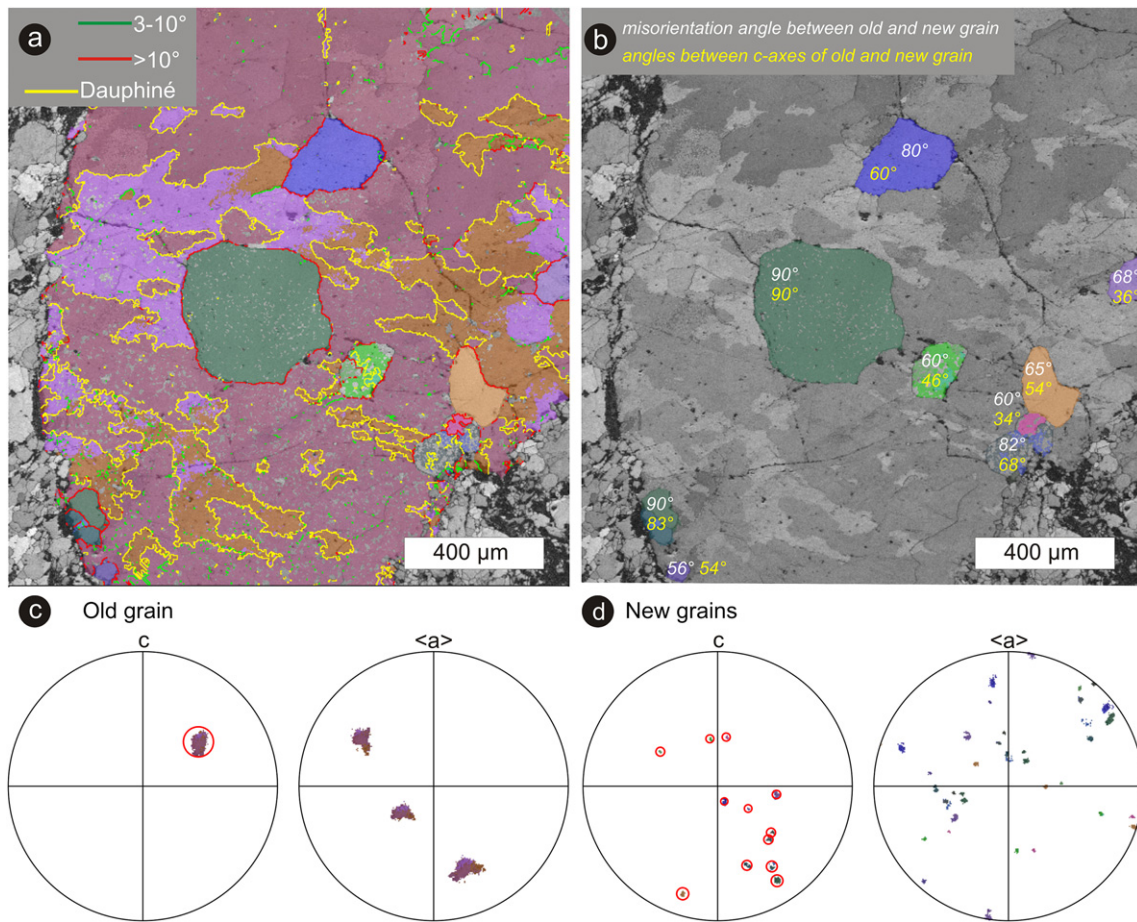 a
3-10°
>10°
Dauphiné
400 µm
b
misorientation angle between old and new grain
angles between c-axes of old and new grain
80°
60°
90°
90°
68°
36°
60°
46°
65°
54°
60°
34°
82°
68°
90°
83°
56° 54°
400 µm
c Old grain
c
<a>
d New grains
c
<a>